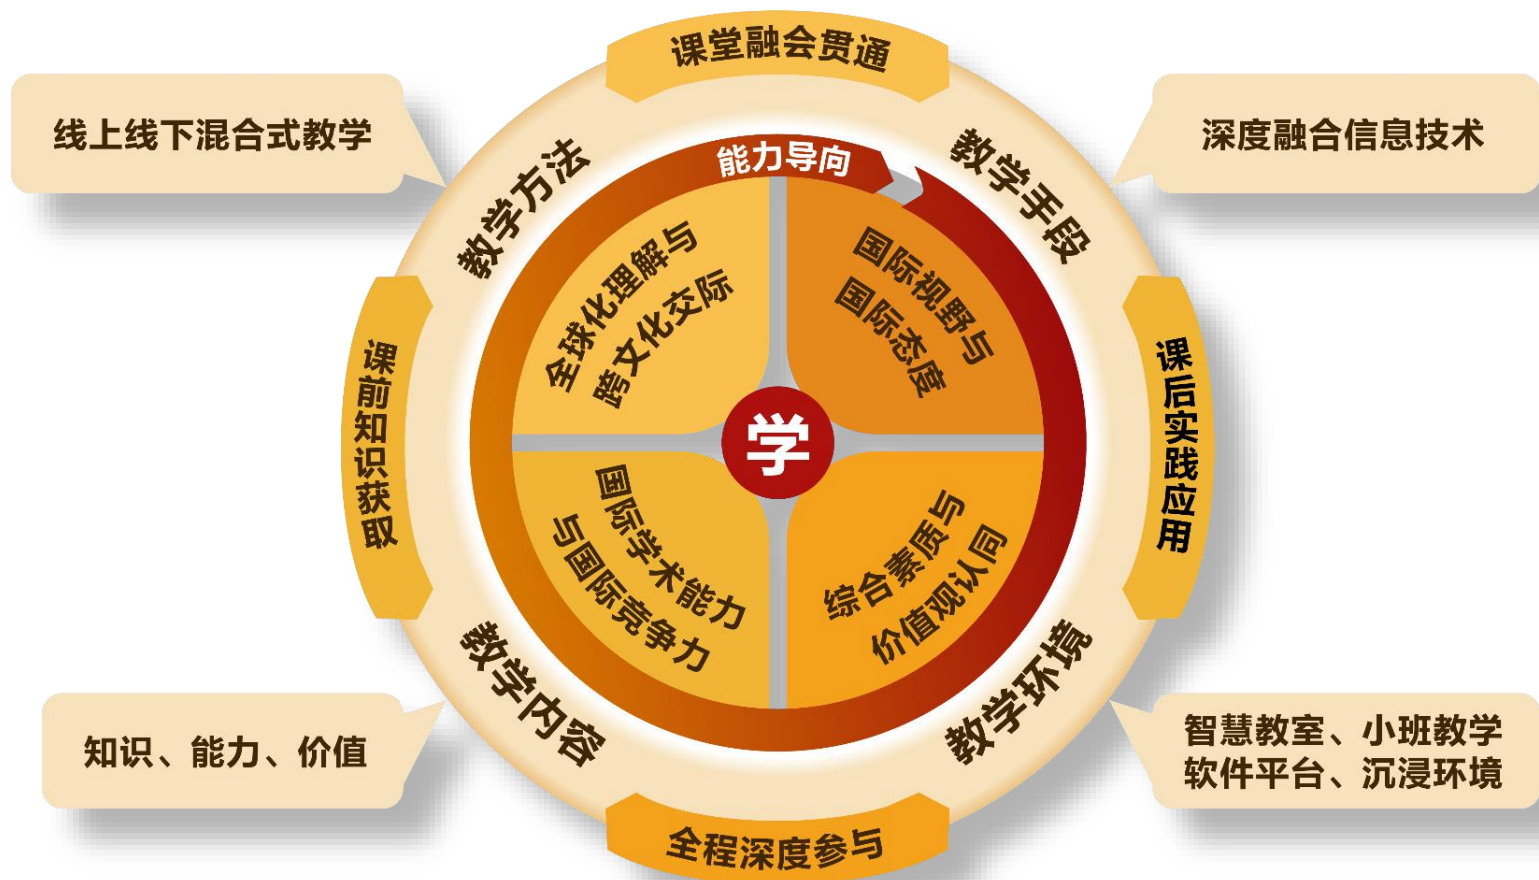 课堂融会贯通
线上线下混合式教学
深度融合信息技术
能力导向
教学方法
教学手段
全球化理解与
跨文化交际
国际视野与
国际态度
课前知识获取
学
课后实践应用
国际学术能力
与国际竞争力
综合素质与
价值观认同
教学内容
教学环境
知识、能力、价值
智慧教室、小班教学
软件平台、沉浸环境
全程深度参与